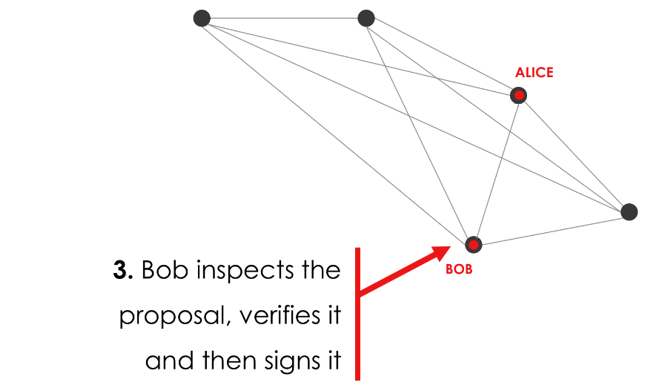 ALICE
BOB
3. Bob inspects the
proposal, verifies it
and then signs it